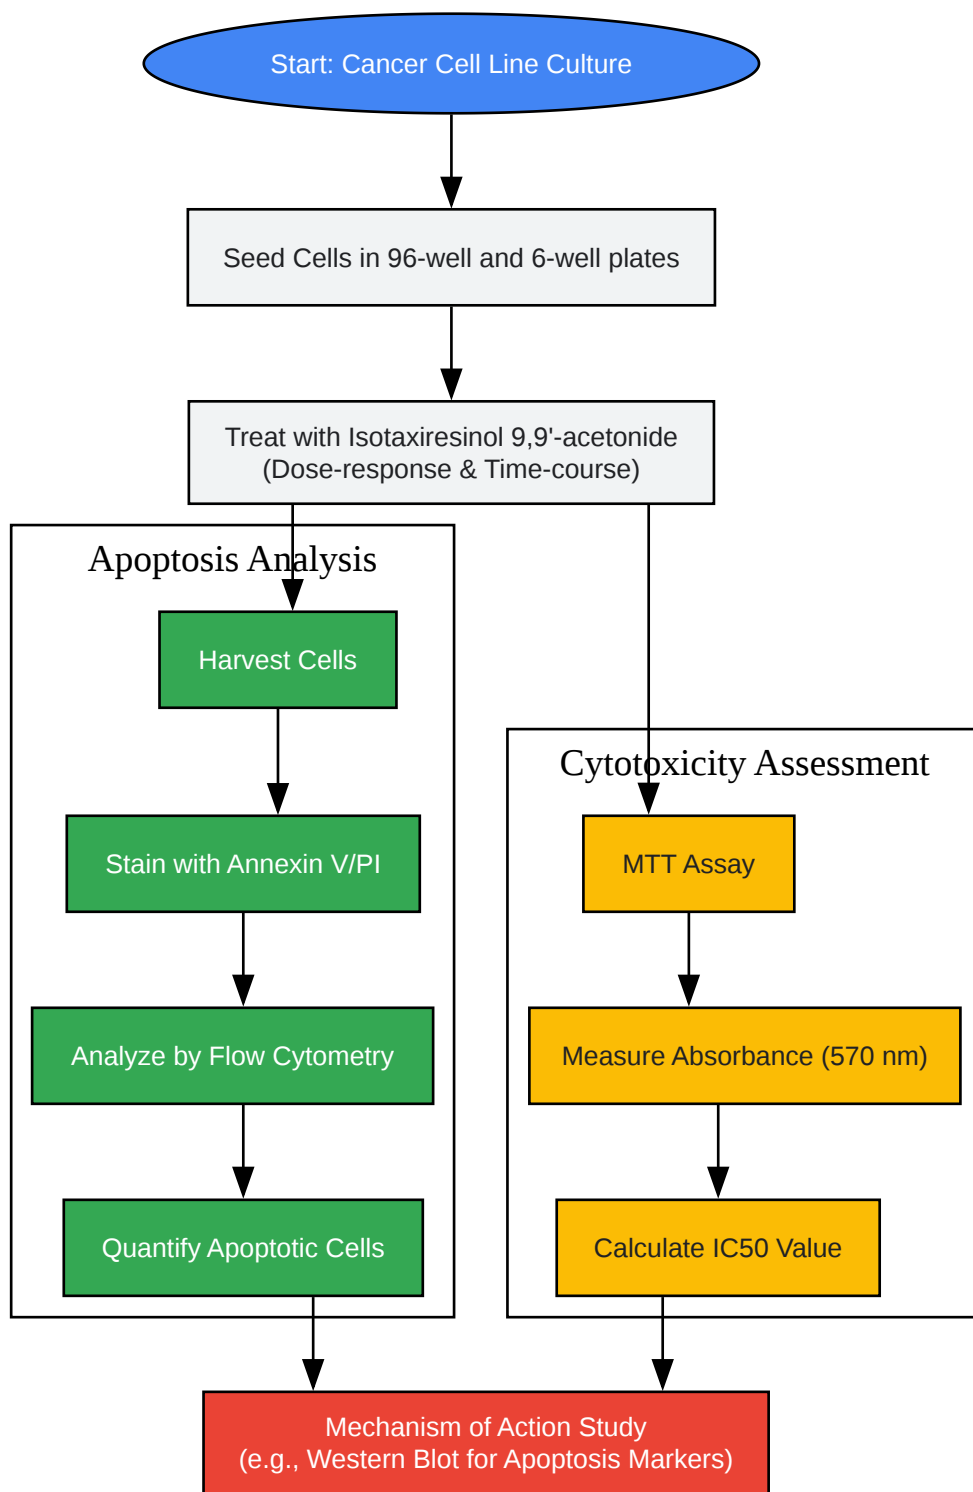 Start: Cancer Cell Line Culture
Seed Cells in 96-well and 6-well plates
Treat with Isotaxiresinol 9,9'-acetonide
(Dose-response & Time-course)
Apoptosis Analysis
Harvest Cells
Stain with Annexin V/PI
Analyze by Flow Cytometry
Quantify Apoptotic Cells
Cytotoxicity Assessment
MTT Assay
Measure Absorbance (570 nm)
Calculate IC50 Value
Mechanism of Action Study
(e.g., Western Blot for Apoptosis Markers)